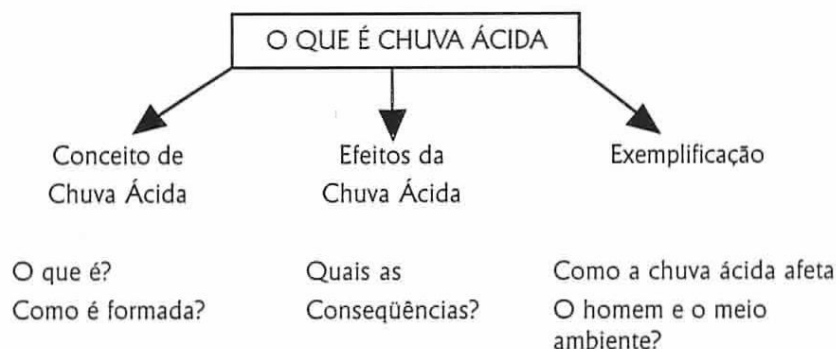 O QUE É CHUVA ÁCIDA
Conceito de
Chuva Ácida
Efeitos da
Chuva Ácida
Exemplificação
O que é?
Como é formada?
Quais as
Conseqüências?
Como a chuva ácida afeta
O homem e o meio
ambiente?